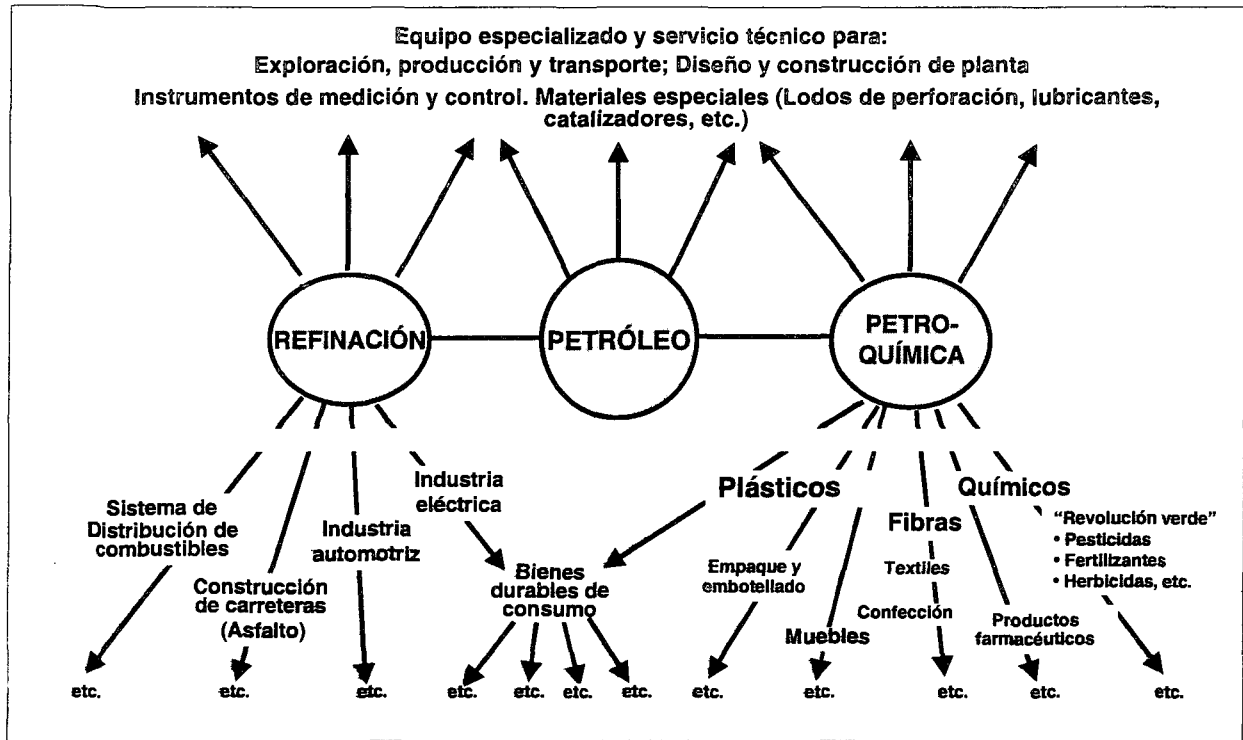 Equipo especializado y servicio técnico para:
Exploración, producción y transporte; Diseño y construcción de planta
Instrumentos de medición y control. Materiales especiales (Lodos de perforación, lubricantes,
catalizadores, etc.)
REFINACIÓN
PETRÓLEO
PETRO-
QUÍMICA
Sistema de
Distribución de
combustibles
Construcción
de carreteras
(Asfalto)
Industria
automotriz
Industria
eléctrica
Bienes
durables de
consumo
Plásticos
Empaque y
embotellado
Muebles
Fibras
Textiles
Confección
Químicos
Productos
farmacéuticos
“Revolución verde”
• Pesticidas
• Fertilizantes
• Herbicidas, etc.
etc.
etc.
etc.
etc.
etc.
etc.
etc.
etc.
etc.
etc.
etc.
etc.